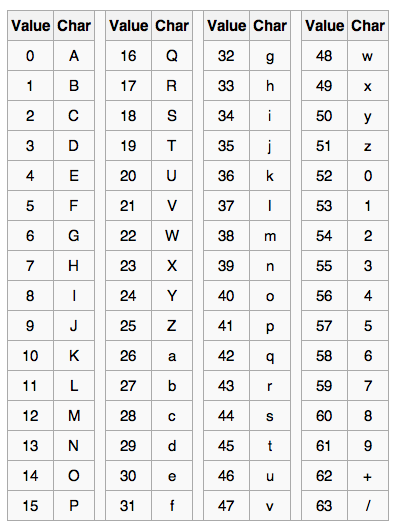 Value Char Value Char Value Char Value Char
0 A 16 Q 32 g 48 w
1 B 17 R 33 h 49 x
2 C 18 S 34 i 50 y
3 D 19 T 35 j 51 z
4 E 20 U 36 k 52 0
5 F 21 V 37 l 53 1
6 G 22 W 38 m 54 2
7 H 23 X 39 n 55 3
8 I 24 Y 40 o 56 4
9 J 25 Z 41 p 57 5
10 K 26 a 42 q 58 6
11 L 27 b 43 r 59 7
12 M 28 c 44 s 60 8
13 N 29 d 45 t 61 9
14 O 30 e 46 u 62 +
15 P 31 f 47 v 63 /